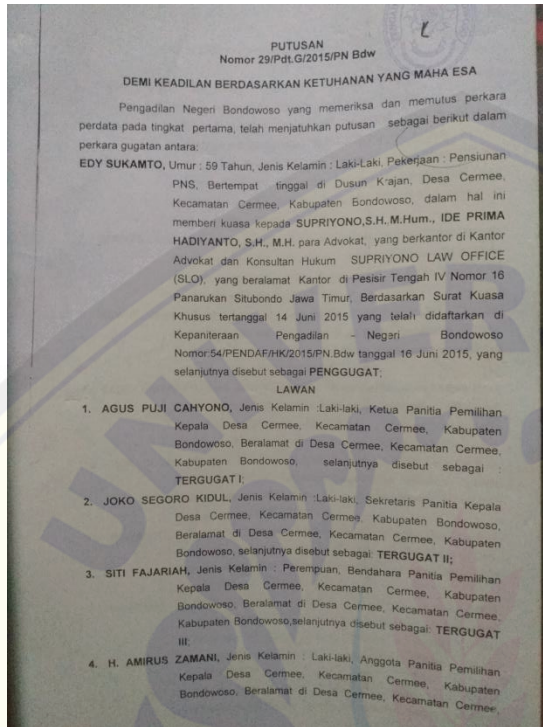 PUTUSAN
Nomor 29/Pdt.G/2015/PN Bdw
DEMI KEADILAN BERDASARKAN KETUHANAN YANG MAHA ESA
Pengadilan Negeri Bondowoso yang memeriksa dan memutus perkara
perdata pada tingkat pertama, telah menjatuhkan putusan sebagai berikut dalam
perkara gugatan antara:
EDY SUKAMTO, Umur : 59 Tahun, Jenis Kelamin : Laki-Laki, Pekerjaan : Pensiunan
PNS, Bertempat tinggal di Dusun Krajan, Desa Cermee,
Kecamatan Cermee, Kabupaten Bondowoso, dalam hal ini
memberi kuasa kepada SUPRIYONO,S.H.,M.Hum., IDE PRIMA
HADIYANTO, S.H., M.H. para Advokat, yang berkantor di Kantor
Advokat dan Konsultan Hukum SUPRIYONO LAW OFFICE
(SLO), yang beralamat Kantor di Pesisir Tengah IV Nomor 16
Panarukan Situbondo Jawa Timur, Berdasarkan Surat Kuasa
Khusus tertanggal 14 Juni 2015 yang telah didaftarkan di
Kepaniteraan Pengadilan – Negeri Bondowoso
Nomor:54/PENDAF/HK/2015/PN.Bdw tanggal 16 Juni 2015, yang
selanjutnya disebut sebagai PENGGUGAT;
LAWAN
1. AGUS PUJI CAHYONO, Jenis Kelamin :Laki-laki, Ketua Panitia Pemilihan
Kepala Desa Cermee, Kecamatan Cermee, Kabupaten
Bondowoso, Beralamat di Desa Cermee, Kecamatan Cermee,
Kabupaten Bondowoso, selanjutnya disebut sebagai :
TERGUGAT I;
2. JOKO SEGORO KIDUL, Jenis Kelamin :Laki-laki, Sekretaris Panitia Kepala
Desa Cermee, Kecamatan Cermee, Kabupaten Bondowoso,
Beralamat di Desa Cermee, Kecamatan Cermee, Kabupaten
Bondowoso, selanjutnya disebut sebagai: TERGUGAT II;
3. SITI FAJARIAH, Jenis Kelamin : Perempuan, Bendahara Panitia Pemilihan
Kepala Desa Cermee, Kecamatan Cermee, Kabupaten
Bondowoso, Beralamat di Desa Cermee, Kecamatan Cermee,
Kabupaten Bondowoso,selanjutnya disebut sebagai: TERGUGAT
III;
4. H. AMIRUS ZAMANI, Jenis Kelamin : Laki-laki, Anggota Panitia Pemilihan
Kepala Desa Cermee, Kecamatan Cermee, Kabupaten
Bondowoso, Beralamat di Desa Cermee, Kecamatan Cermee,